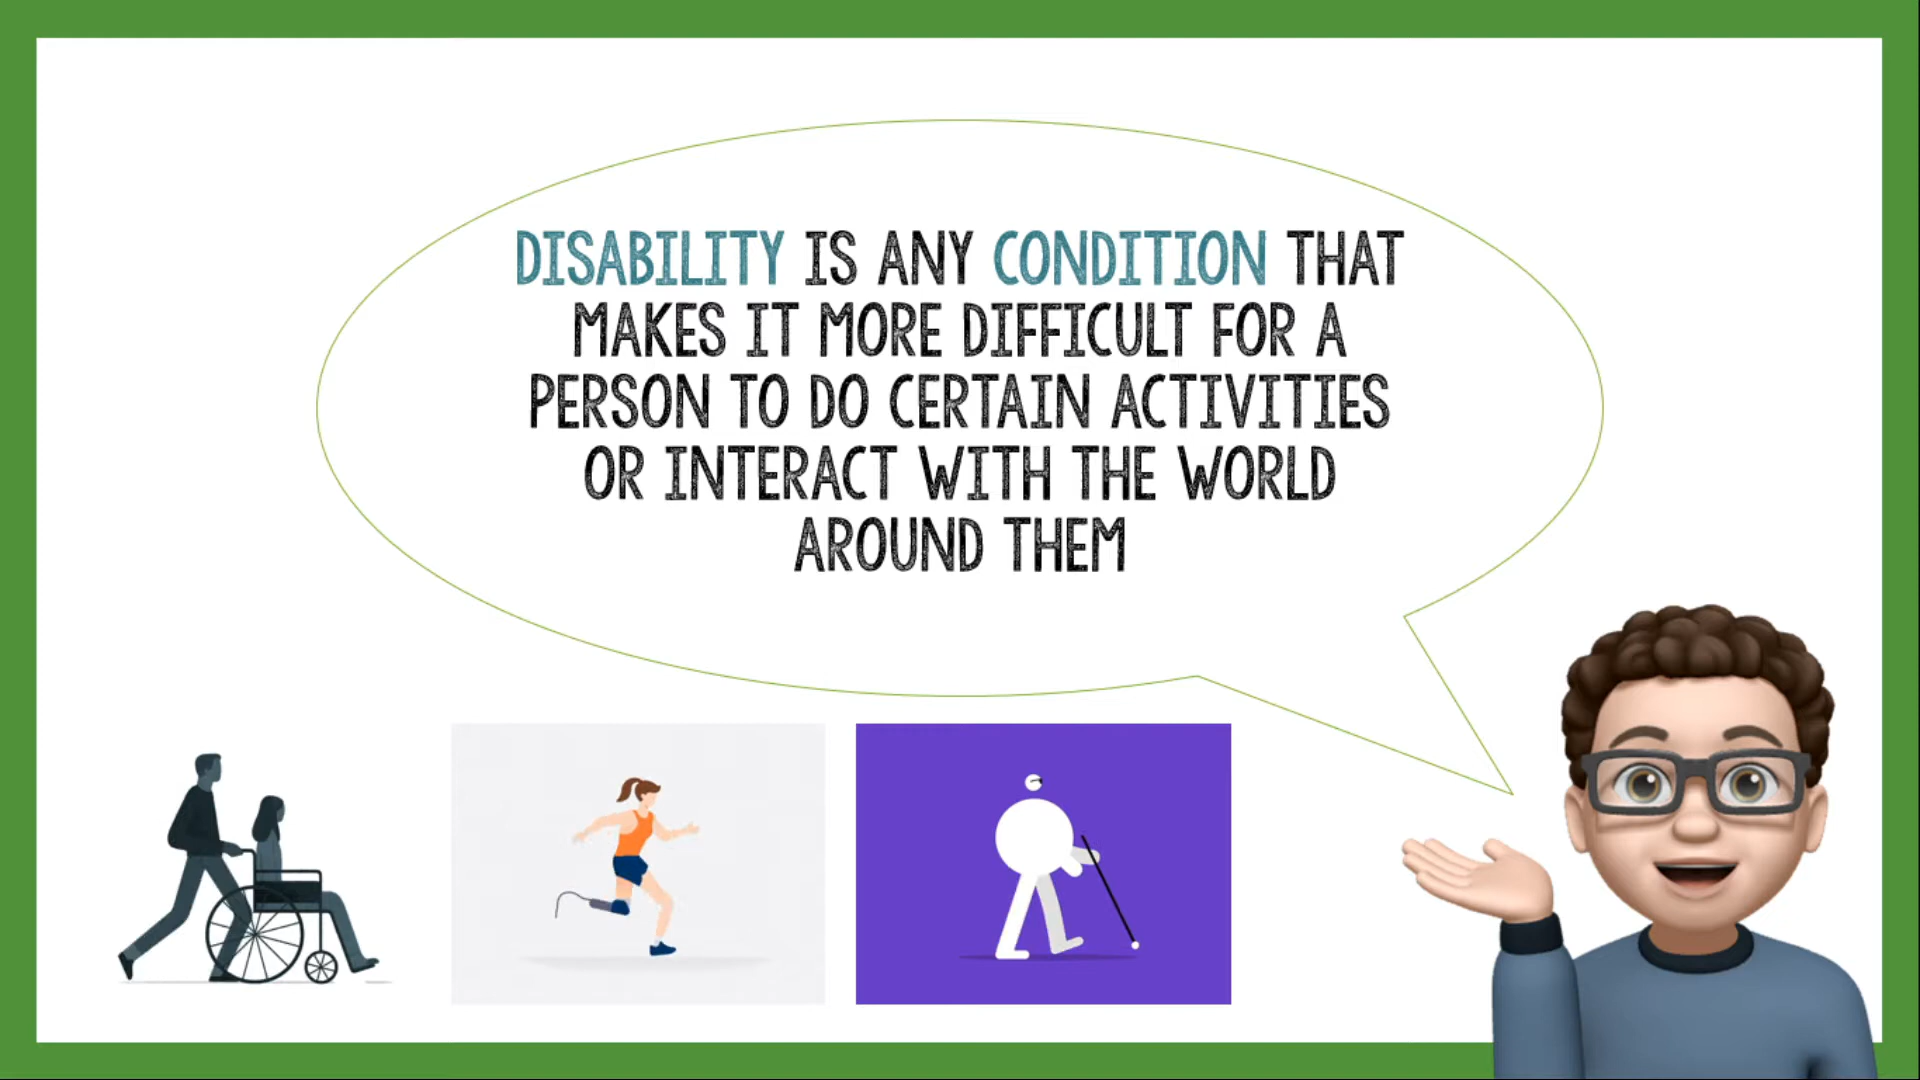 DISABILITY IS ANY CONDITION THAT
MAKES IT MORE DIFFICULT FOR A
PERSON TO DO CERTAIN ACTIVITIES
OR INTERACT WITH THE WORLD
AROUND THEM